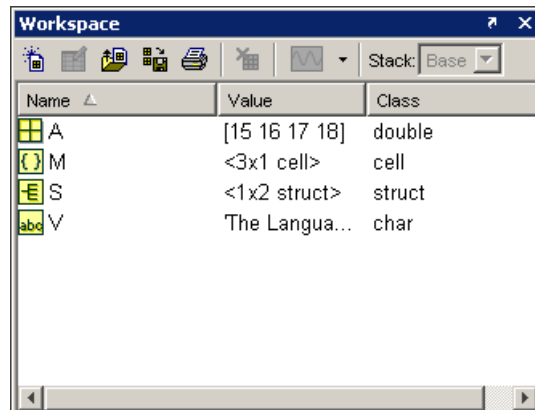 Workspace
Stack: Base
Name Value Class
A [15 16 17 18] double
{} M <3x1 cell> cell
S <1x2 struct> struct
abc V 'The Langua... char